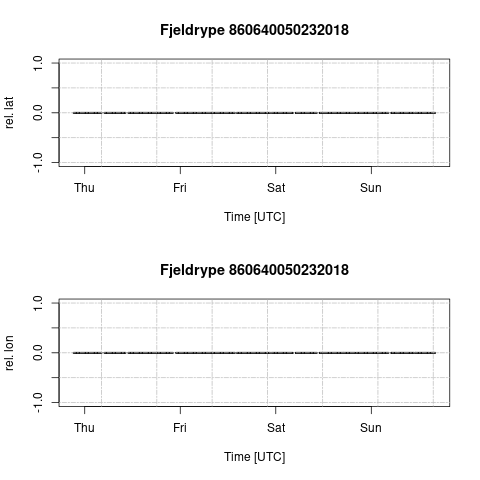 Fjeldrype 860640050232018
rel. lat
1.0
0.0
-1.0
Thu Fri Sat Sun
Time [UTC]
Fjeldrype 860640050232018
rel. lon
1.0
0.0
-1.0
Thu Fri Sat Sun
Time [UTC]